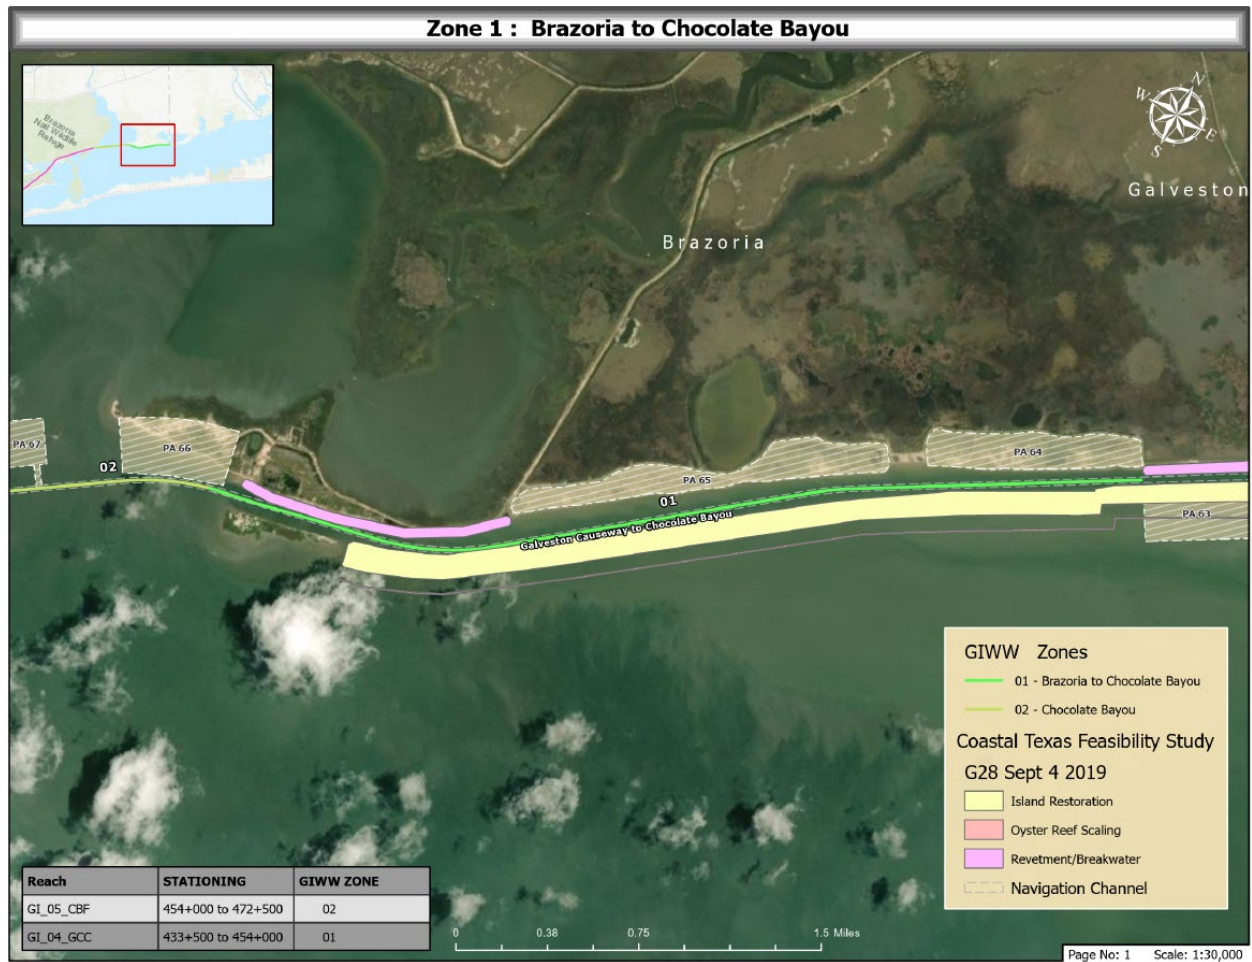 Zone 1 :  Brazoria to Chocolate Bayou
Brazoria
Natl Wildlife
Refuge
N
W
E
S
Galveston
Brazoria
PA 67
PA 66
02
PA 65
PA 64
01
Galveston Causeway to Chocolate Bayou
PA 63
GIWW Zones
01 - Brazoria to Chocolate Bayou
02 - Chocolate Bayou
Coastal Texas Feasibility Study
G28 Sept 4 2019
Island Restoration
Oyster Reef Scaling
Revetment/Breakwater
Navigation Channel
Reach STATIONING GIWW ZONE
GI_05_CBF 454+000 to 472+500 02
GI_04_GCC 433+500 to 454+000 01
0 0.38 0.75 1.5 Miles
Page No: 1 Scale: 1:30,000